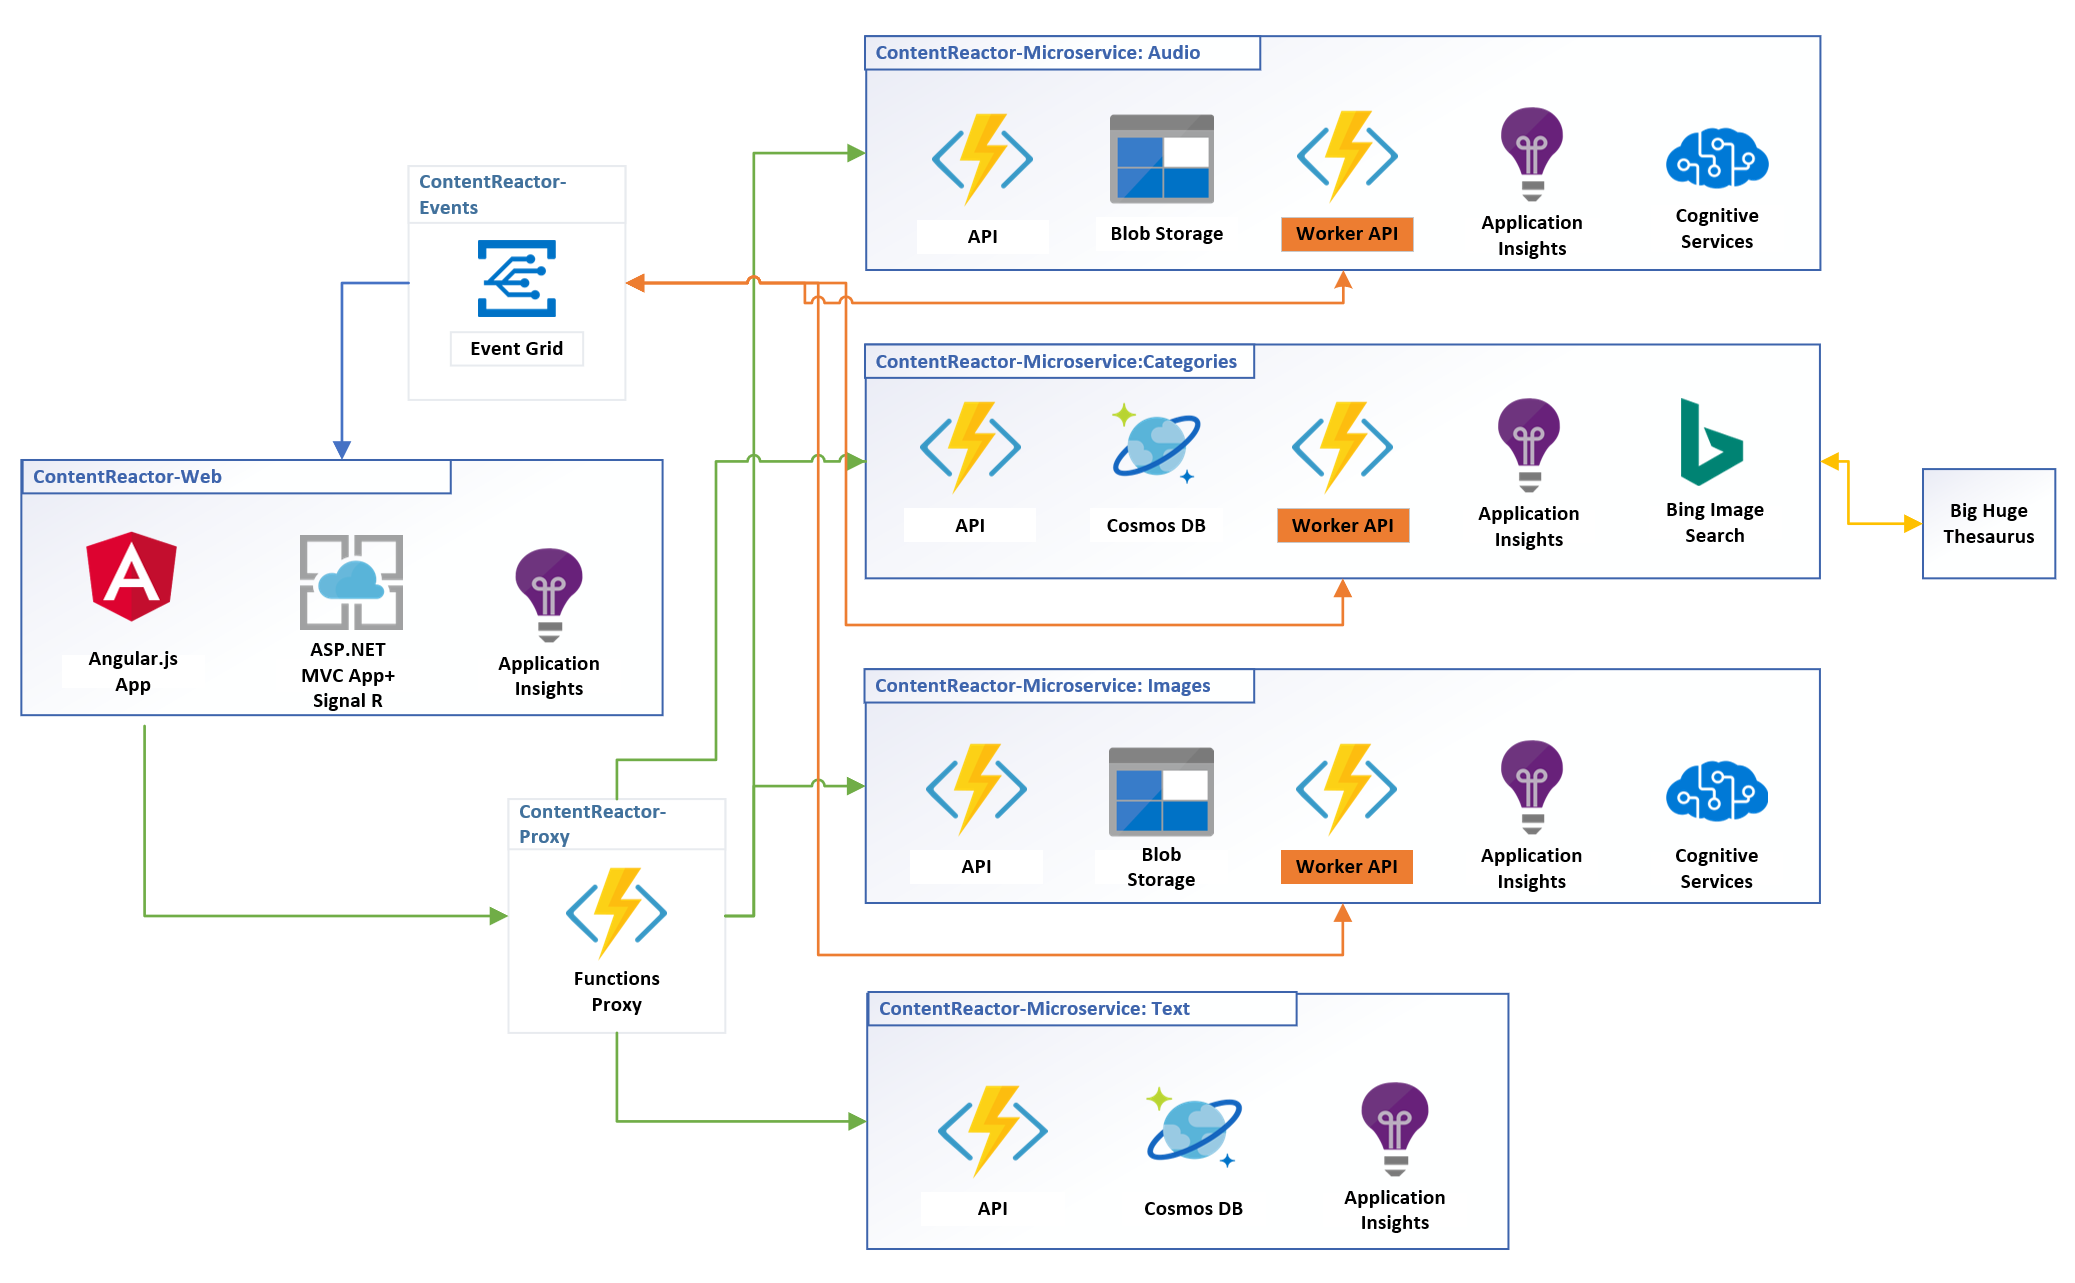 ContentReactor-Microservice: Audio
API
Blob Storage
Worker API
Application
Insights
Cognitive
Services
ContentReactor-
Events
Event Grid
ContentReactor-Microservice:Categories
API
Cosmos DB
Worker API
Application
Insights
Bing Image
Search
Big Huge
Thesaurus
ContentReactor-Web
Angular.js
App
ASP.NET
MVC App+
Signal R
Application
Insights
ContentReactor-Microservice: Images
API
Blob
Storage
Worker API
Application
Insights
Cognitive
Services
ContentReactor-
Proxy
Functions
Proxy
ContentReactor-Microservice: Text
API
Cosmos DB
Application
Insights